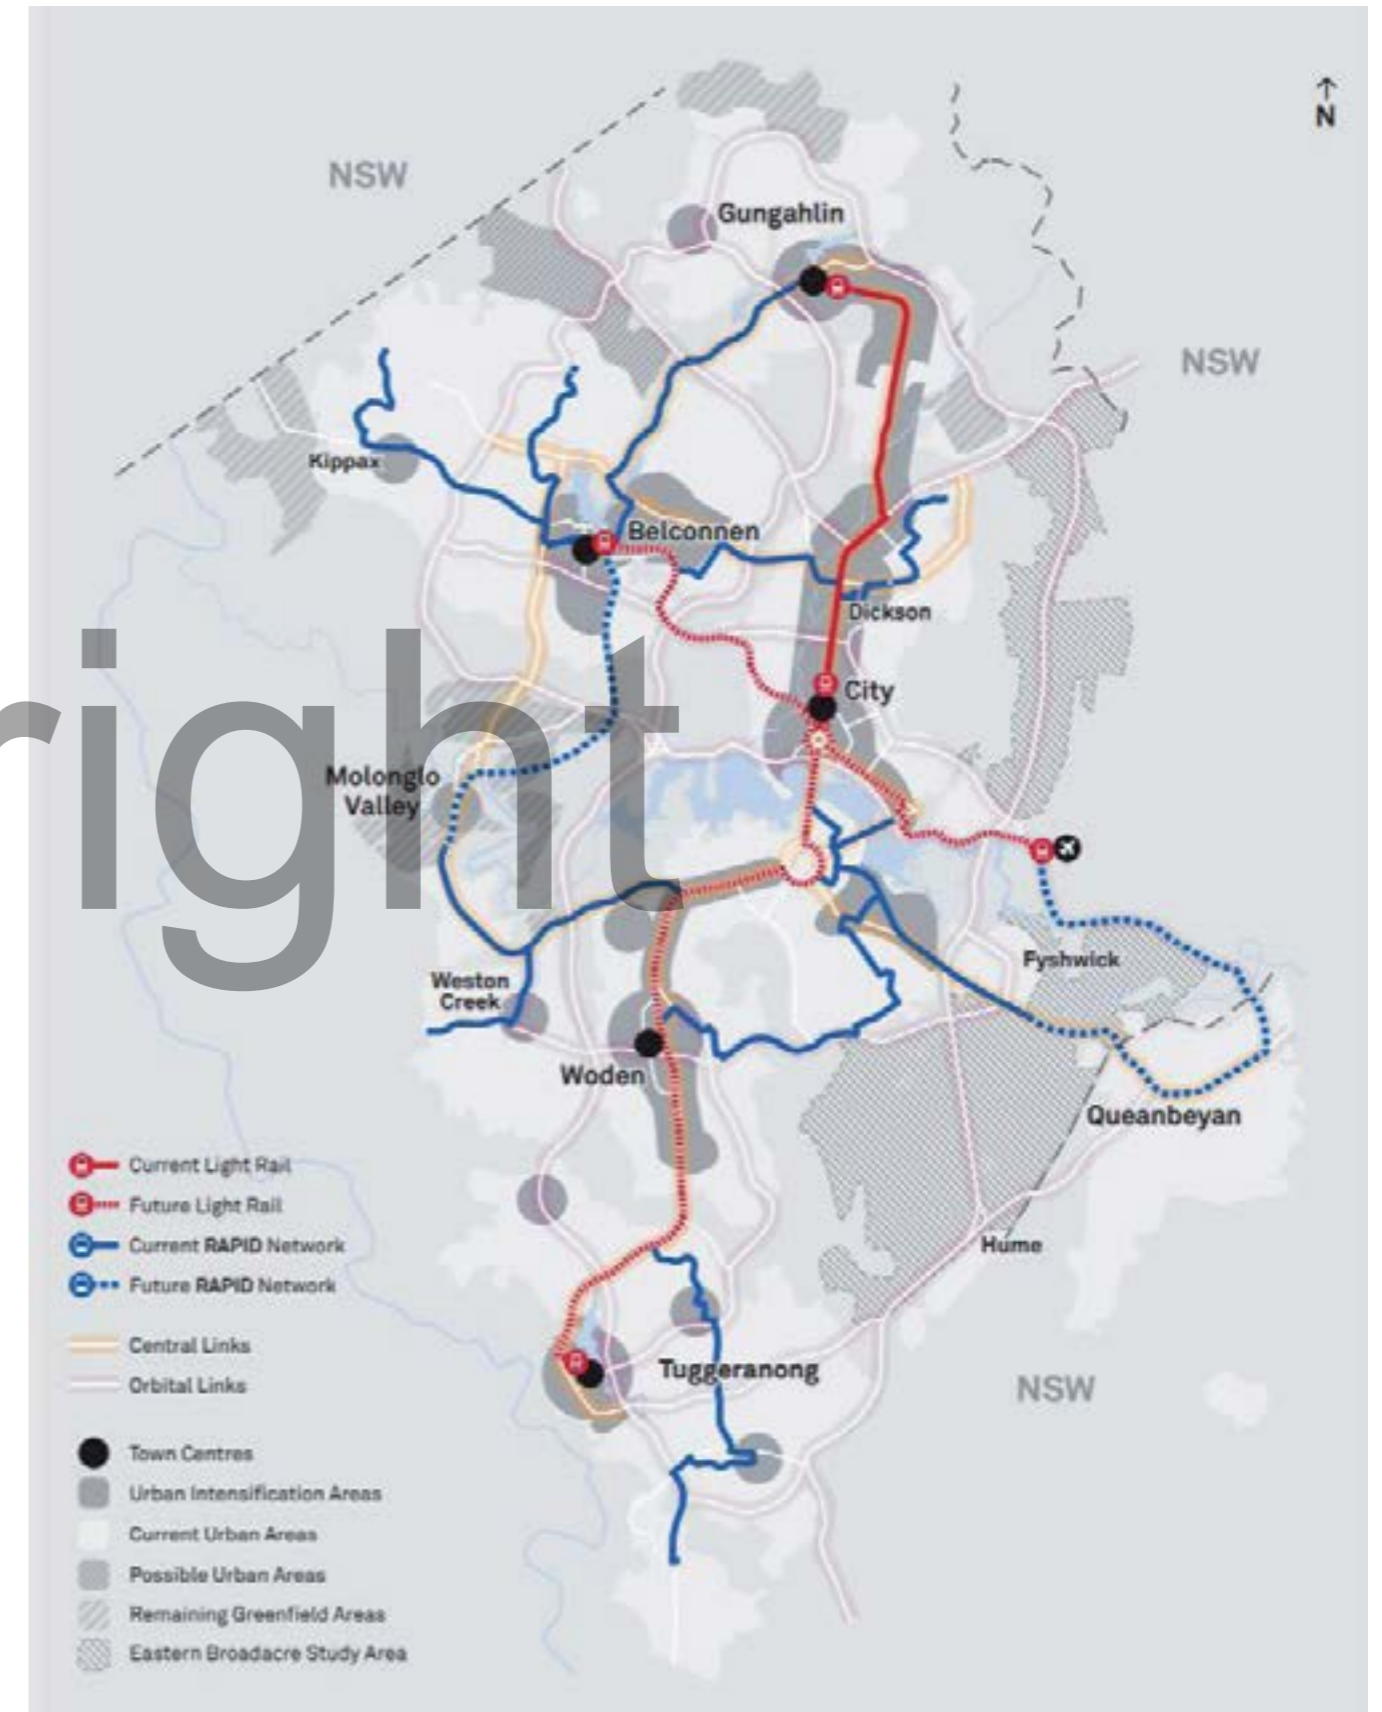 N
NSW
Gungahlin
NSW
Kippax
Belconnen
Dickson
City
right
Molonglo
Valley
Fyshwick
Weston
Creek
Woden
Queanbeyan
Current Light Rail
Future Light Rail
Current RAPID Network
Future RAPID Network
Hume
Central Links
Orbital Links
Tuggeranong
NSW
Town Centres
Urban Intensification Areas
Current Urban Areas
Possible Urban Areas
Remaining Greenfield Areas
Eastern Broadacre Study Area